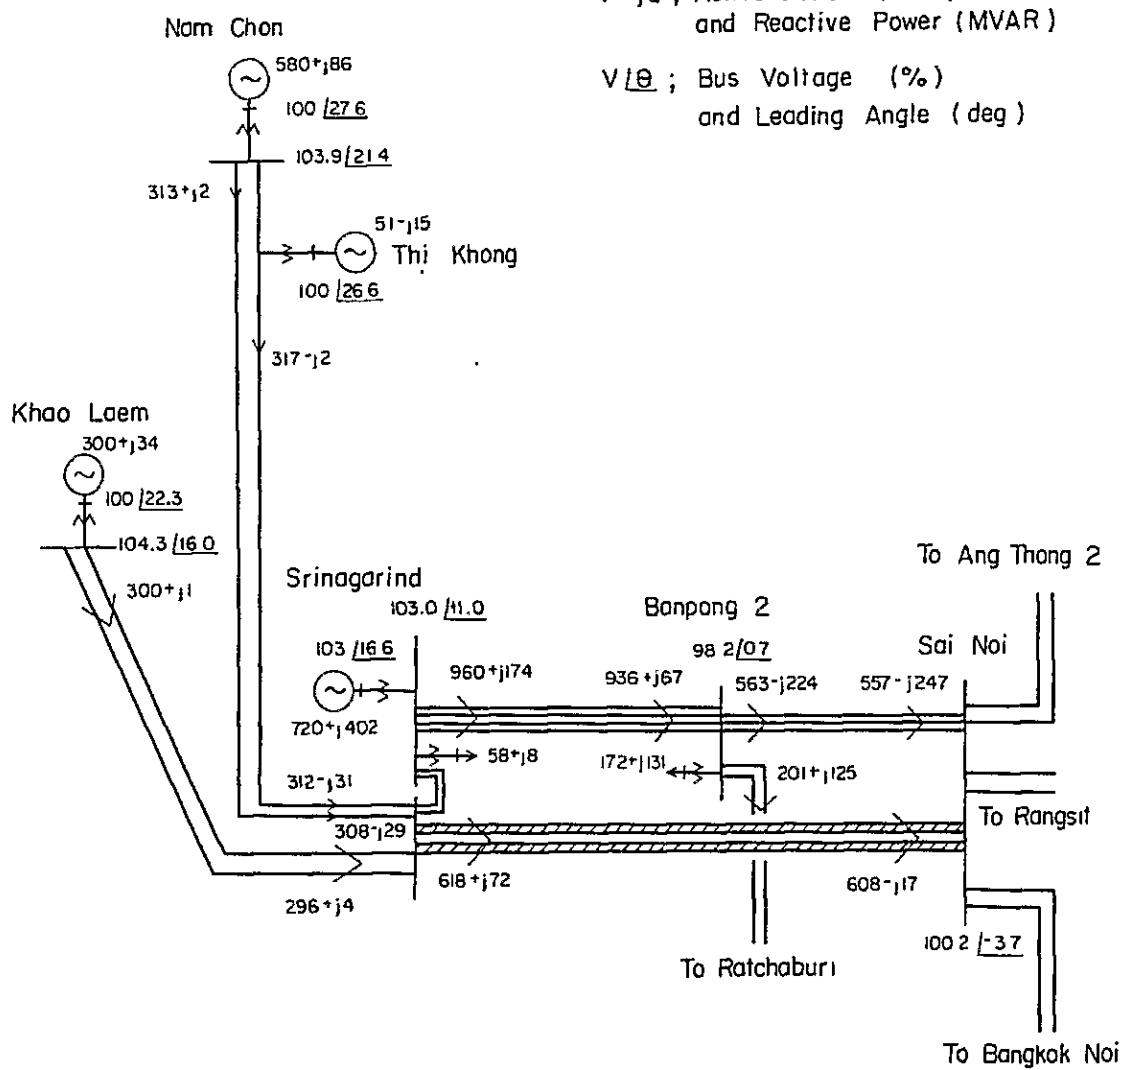 and Reactive Power (MVAR)
V/θ ; Bus Voltage (%)
and Leading Angle (deg)
Nam Chon
580+j86
100 /27 6
103.9/21 4
313+j2
51-j15
Thi Khong
100 /26 6
317-j2
Khao Laem
300+j34
100 /22.3
104.3/16 0
300+j1
Srinagarind
103.0 /11.0
103 /16 6
720+j402
960+j174
58+j8
312-j31
308-j29
296+j4
618+j72
Banpong 2
98 2/07
936+j67
563-j224
172+j131
201+j125
To Ratchaburi
To Ang Thong 2
Sai Noi
557-j247
To Rangsit
608-j17
100 2 /-3 7
To Bangkok Noi